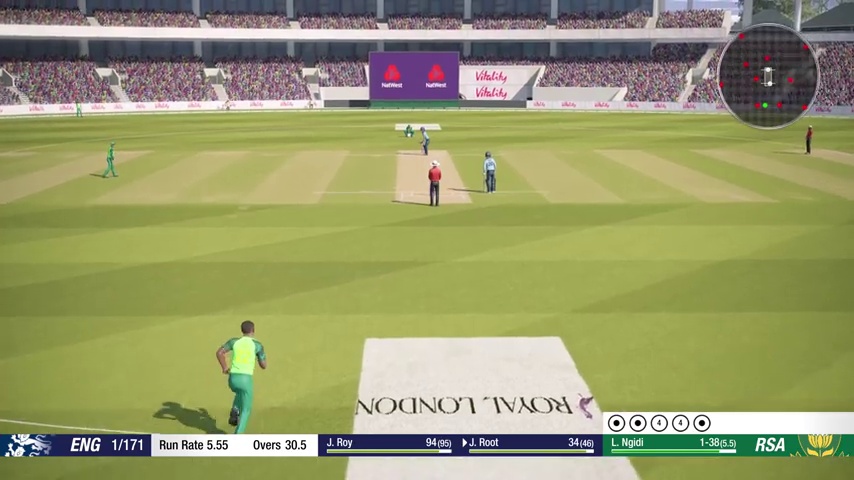 NatWest NatWest
Vitality
Vitality
ROYAL LONDON
4 4
ENG 1/171 Run Rate 5.55 Overs 30.5 J. Roy 94 (95) J. Root 34 (46) L. Ngidi 1-38 (5.5) RSA